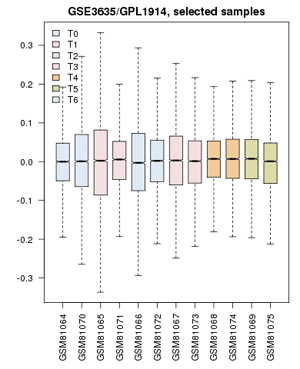 GSE3635/GPL1914, selected samples
T0
T1
T2
T3
T4
T5
T6
0.3
0.2
0.1
0.0
-0.1
-0.2
-0.3
GSM81064
GSM81070
GSM81065
GSM81071
GSM81066
GSM81072
GSM81067
GSM81073
GSM81068
GSM81074
GSM81069
GSM81075